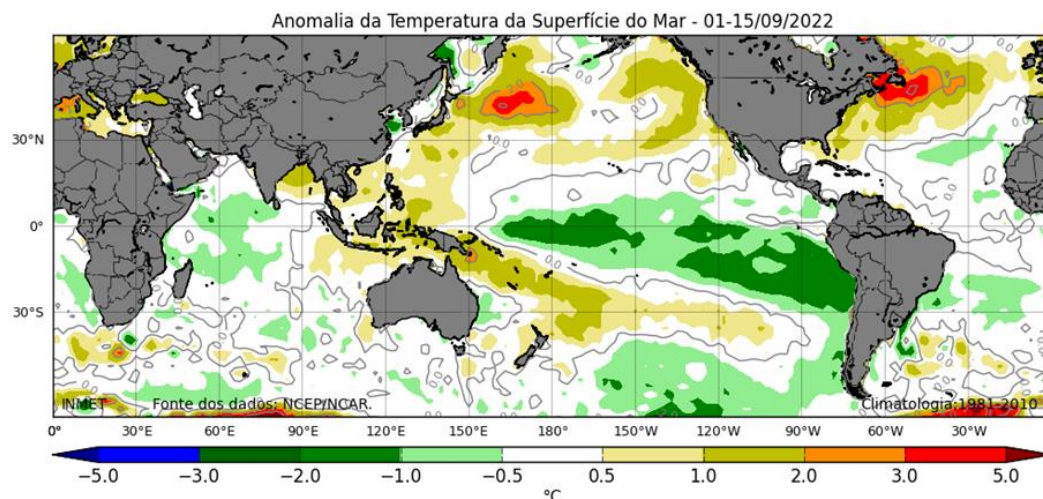 Anomalia da Temperatura da Superfície do Mar - 01-15/09/2022
30°N
0°
30°S
INMET Fonte dos dados: NCEP/NCAR. Climatologia:1981-2010
0° 30°E 60°E 90°E 120°E 150°E 180° 150°W 120°W 90°W 60°W 30°W
−5.0 −3.0 −2.0 −1.0 −0.5 0.5 1.0 2.0 3.0 5.0
°C